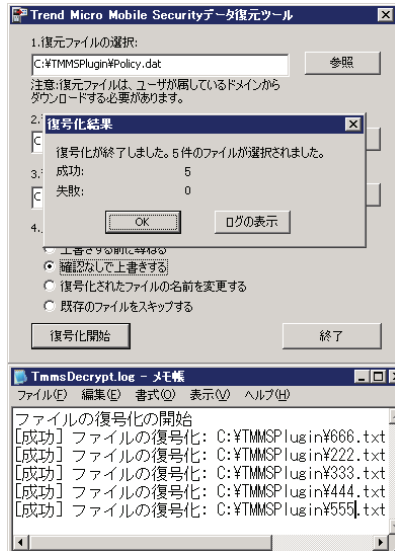 Trend Micro Mobile Securityデータ復元ツール
1.復元ファイルの選択:
C:¥TMMSPlugin¥Policy.dat
参照
注意:復元ファイルは、ユーザが属しているドメインから
ダウンロードする必要があります。
2.
復号化結果
C
復号化が終了しました。5件のファイルが選択されました。
成功: 5
失敗: 0
3.
C
OK
ログの表示
4.
上書きする前に尋ねる
確認なしで上書きする
復号化されたファイルの名前を変更する
既存のファイルをスキップする
復号化開始
終了
TmmsDecrypt.log - メモ帳
ファイル(F) 編集(E) 書式(O) 表示(V) ヘルプ(H)
ファイルの復号化の開始
[成功] ファイルの復号化: C:¥TMMSPlugin¥666.txt
[成功] ファイルの復号化: C:¥TMMSPlugin¥222.txt
[成功] ファイルの復号化: C:¥TMMSPlugin¥333.txt
[成功] ファイルの復号化: C:¥TMMSPlugin¥444.txt
[成功] ファイルの復号化: C:¥TMMSPlugin¥555.txt